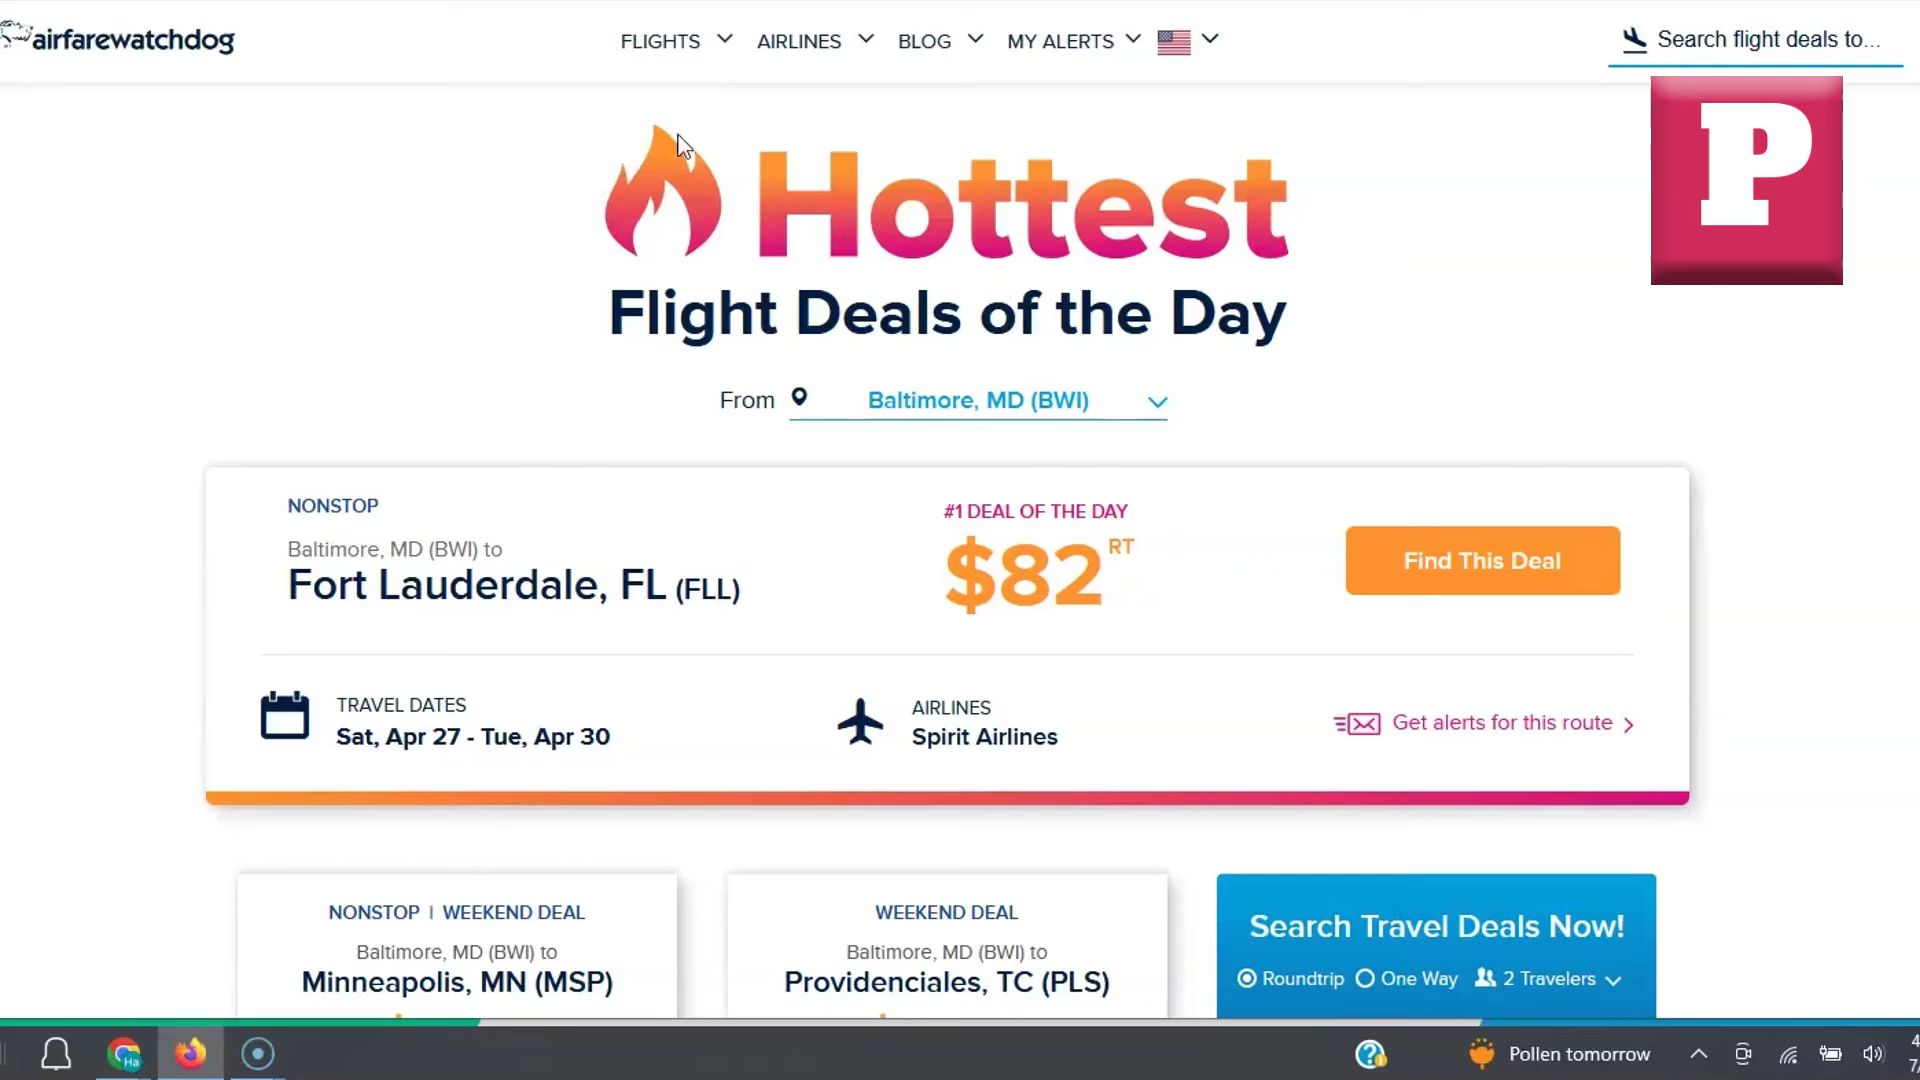 airfarewatchdog
FLIGHTS AIRLINES BLOG MY ALERTS
Search flight deals to...
P
Hottest
Flight Deals of the Day
From Baltimore, MD (BWI)
NONSTOP
Baltimore, MD (BWI) to
Fort Lauderdale, FL (FLL)
#1 DEAL OF THE DAY
$82 RT
Find This Deal
TRAVEL DATES
Sat, Apr 27 - Tue, Apr 30
AIRLINES
Spirit Airlines
Get alerts for this route
NONSTOP | WEEKEND DEAL
Baltimore, MD (BWI) to
Minneapolis, MN (MSP)
WEEKEND DEAL
Baltimore, MD (BWI) to
Providenciales, TC (PLS)
Search Travel Deals Now!
Roundtrip One Way 2 Travelers
Ha
Pollen tomorrow